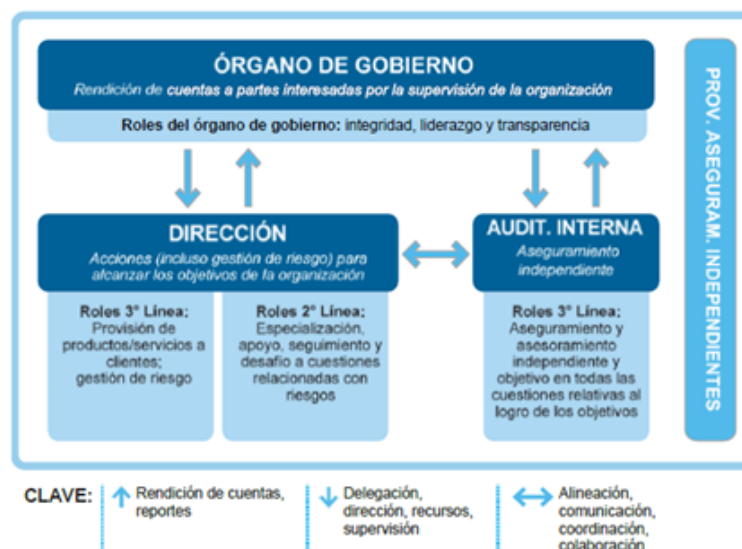 ÓRGANO DE GOBIERNO
Rendición de cuentas a partes interesadas por la supervisión de la organización
Roles del órgano de gobierno: integridad, liderazgo y transparencia
DIRECCIÓN
Acciones (incluso gestión de riesgo) para
alcanzar los objetivos de la organización
Roles 3° Línea:
Provisión de
productos/servicios a
clientes;
gestión de riesgo
Roles 2° Línea:
Especialización,
apoyo, seguimiento y
desafío a cuestiones
relacionadas con
riesgos
AUDIT. INTERNA
Aseguramiento
independiente
Roles 3° Línea:
Aseguramiento y
asesoramiento
independiente y
objetivo en todas las
cuestiones relativas al
logro de los objetivos
PROV. ASEGURAM. INDEPENDIENTES
CLAVE:
Rendición de cuentas,
reportes
Delegación,
dirección, recursos,
supervisión
Alineación,
comunicación,
coordinación,
colaboración